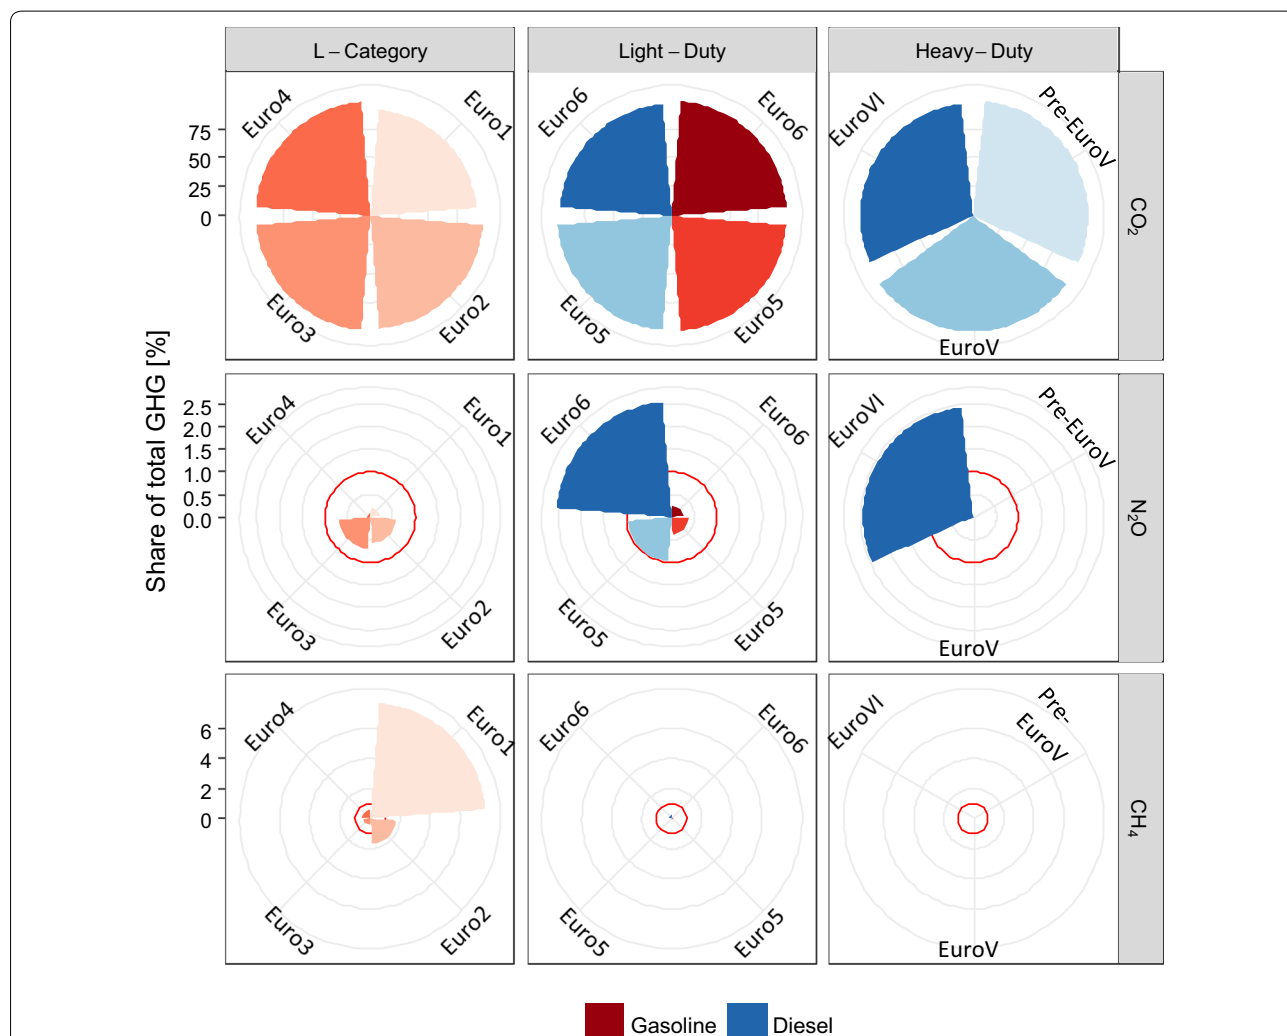 L – Category
Light – Duty
Heavy – Duty
Share of total GHG [%]
75
50
25
0
Euro4
Euro1
Euro3
Euro2
Euro6
Euro6
Euro5
Euro5
EuroVI
Pre-EuroV
EuroV
CO₂
2.5
2.0
1.5
1.0
0.5
0.0
Euro4
Euro1
Euro3
Euro2
Euro6
Euro6
Euro5
Euro5
EuroVI
Pre-EuroV
EuroV
N₂O
6
4
2
0
Euro4
Euro1
Euro3
Euro2
Euro6
Euro6
Euro5
Euro5
EuroVI
Pre-
EuroV
EuroV
CH₄
Gasoline
Diesel